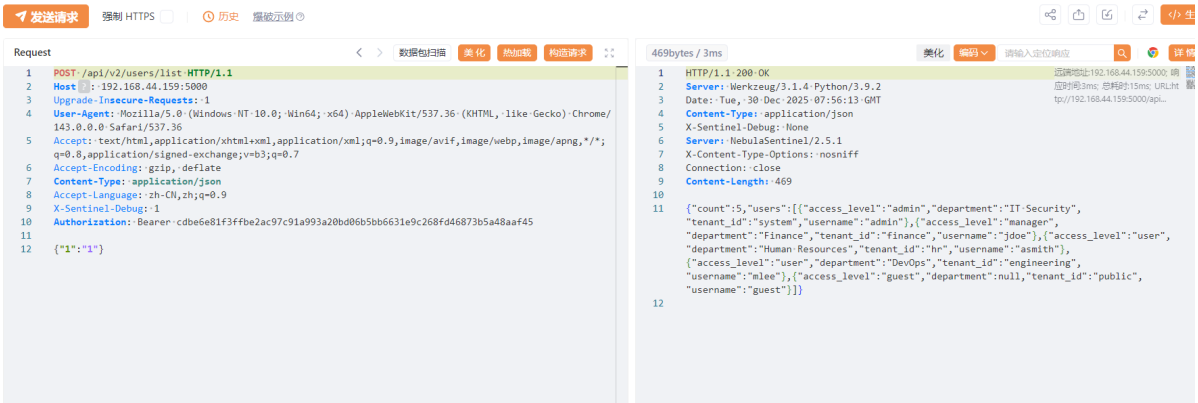 发送请求 强制 HTTPS 历史 爆破示例 </> 生
Request < > 数据包扫描 美化 热加载 构造请求
469bytes / 3ms 美化 编码 请输入定位响应 详情
1 POST /api/v2/users/list HTTP/1.1
2 Host ? : 192.168.44.159:5000
3 Upgrade-Insecure-Requests: 1
4 User-Agent: Mozilla/5.0 (Windows NT 10.0; Win64; x64) AppleWebKit/537.36 (KHTML, like Gecko) Chrome/
143.0.0.0 Safari/537.36
5 Accept: text/html,application/xhtml+xml,application/xml;q=0.9,image/avif,image/webp,image/apng,*/*;
q=0.8,application/signed-exchange;v=b3;q=0.7
6 Accept-Encoding: gzip, deflate
7 Content-Type: application/json
8 Accept-Language: zh-CN,zh;q=0.9
9 X-Sentinel-Debug: 1
10 Authorization: Bearer cdbe6e81f3ffbe2ac97c91a993a20bd06b5bb6631e9c268fd46873b5a48aaf45
11
12 {"1":"1"}
1 HTTP/1.1 200 OK
2 Server: Werkzeug/3.1.4 Python/3.9.2
3 Date: Tue, 30 Dec 2025 07:56:13 GMT
4 Content-Type: application/json
5 X-Sentinel-Debug: None
6 Server: NebulaSentinel/2.5.1
7 X-Content-Type-Options: nosniff
8 Connection: close
9 Content-Length: 469
10
11 {"count":5,"users":[{"access_level":"admin","department":"IT Security",
"tenant_id":"system","username":"admin"},{"access_level":"manager",
"department":"Finance","tenant_id":"finance","username":"jdoe"},{"access_level":"user",
"department":"Human Resources","tenant_id":"hr","username":"asmith"},
{"access_level":"user","department":"DevOps","tenant_id":"engineering",
"username":"mlee"},{"access_level":"guest","department":null,"tenant_id":"public",
"username":"guest"}]}
12
远端地址:192.168.44.159:5000; 响
应时间:3ms; 总耗时:15ms; URL:ht
tp://192.168.44.159:5000/api...